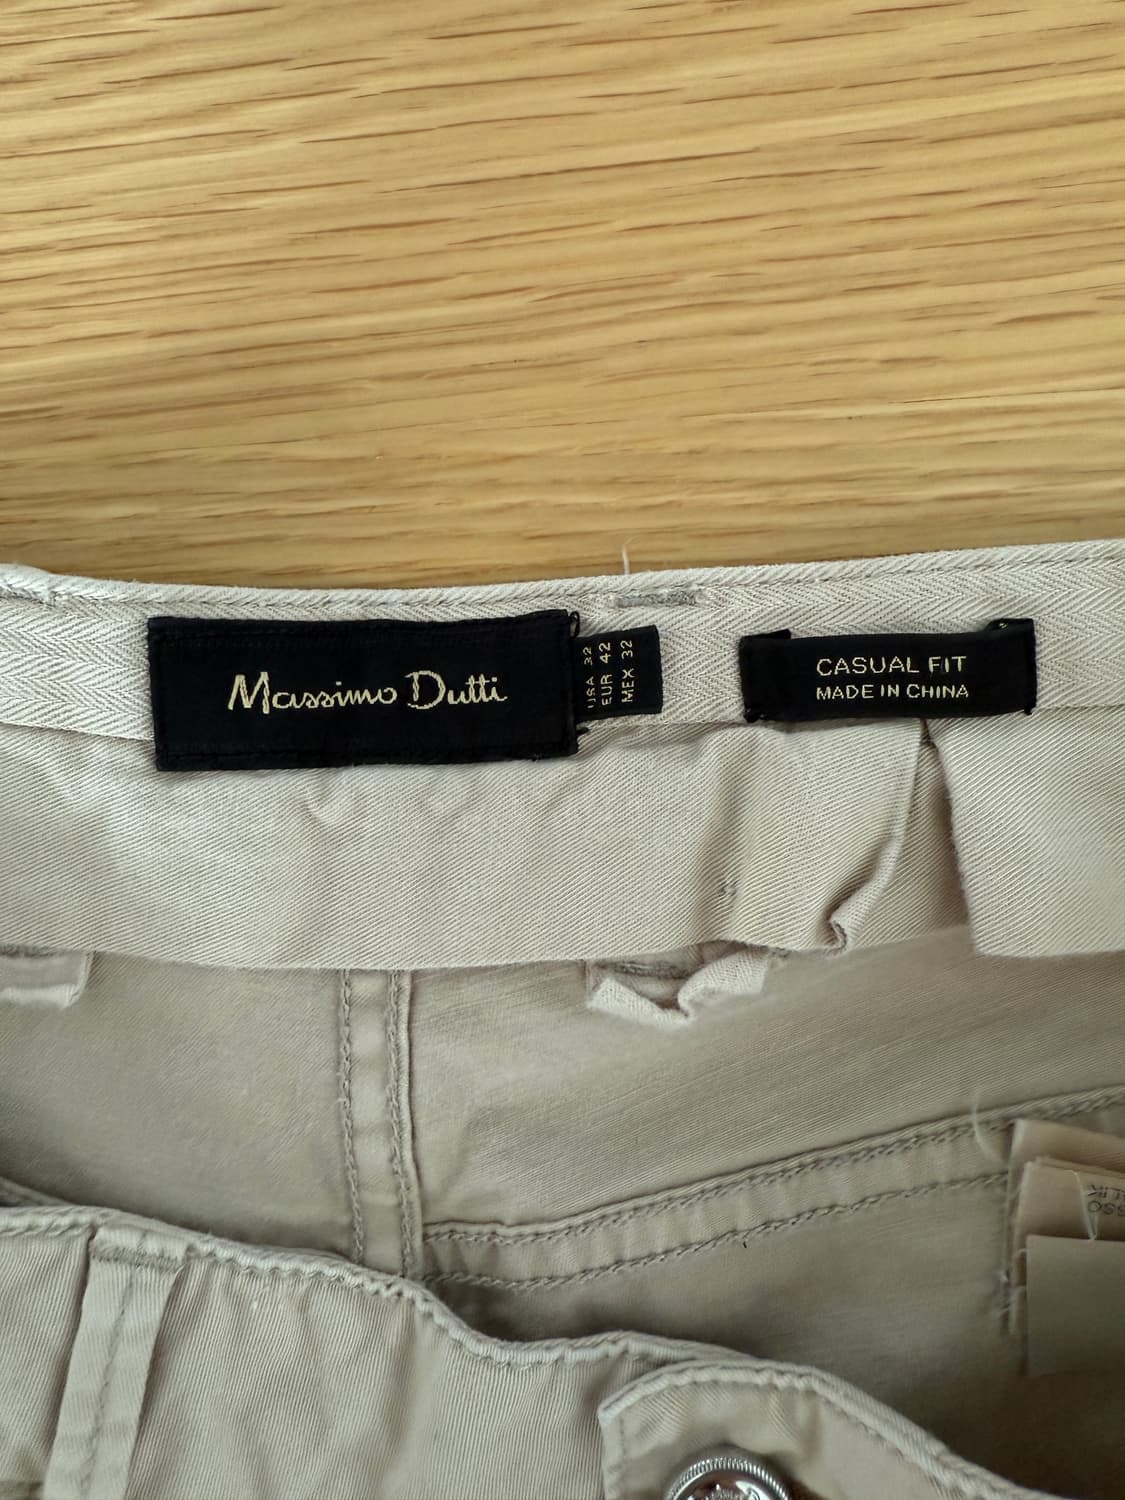 Massimo Dutti
USA 32
EUR 42
MEX 32
CASUAL FIT
MADE IN CHINA